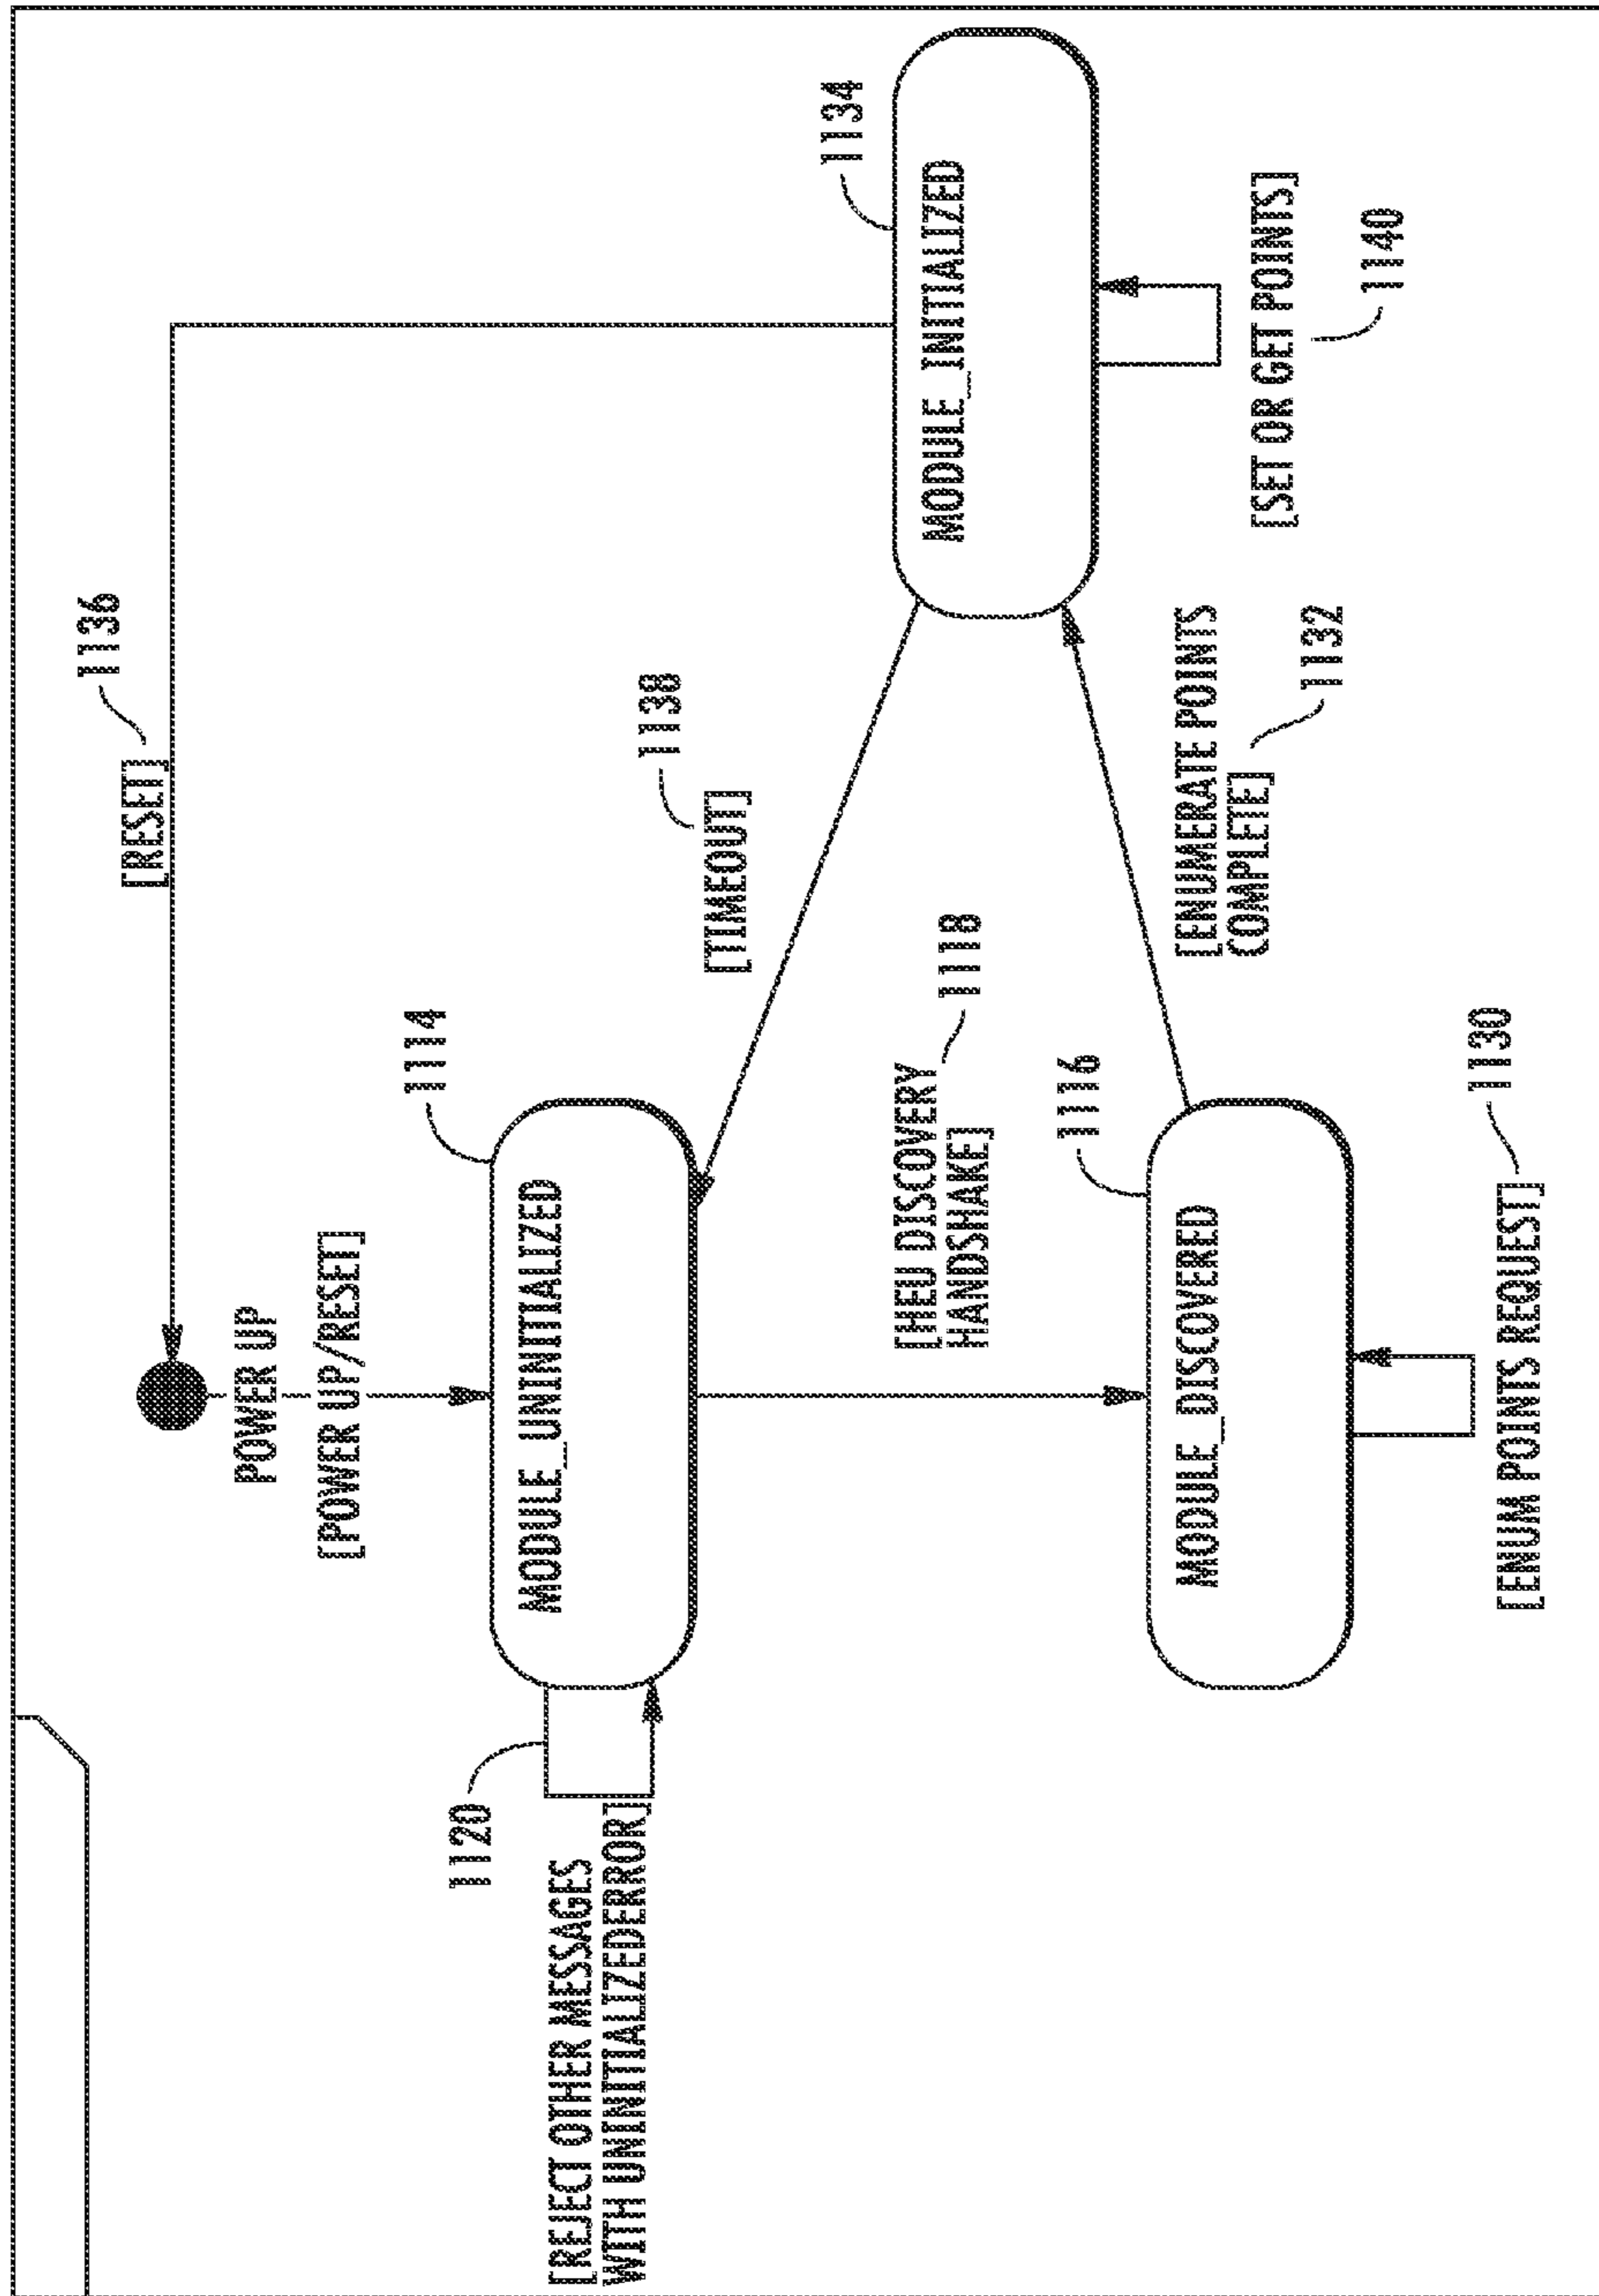 1136
[RESET]
POWER UP
[POWER UP/RESET]
1114
MODULE_UNINITIALIZED
1120
[REJECT OTHER MESSAGES
WITH UNINITIALIZEDERROR]
1138
[TIMEOUT]
1134
MODULE_INITIALIZED
[HEU DISCOVERY
HANDSHAKE]
1118
1116
MODULE_DISCOVERED
[ENUMERATE POINTS
COMPLETE]
1132
[SET OR GET POINTS]
1140
1130
[ENUM POINTS REQUEST]